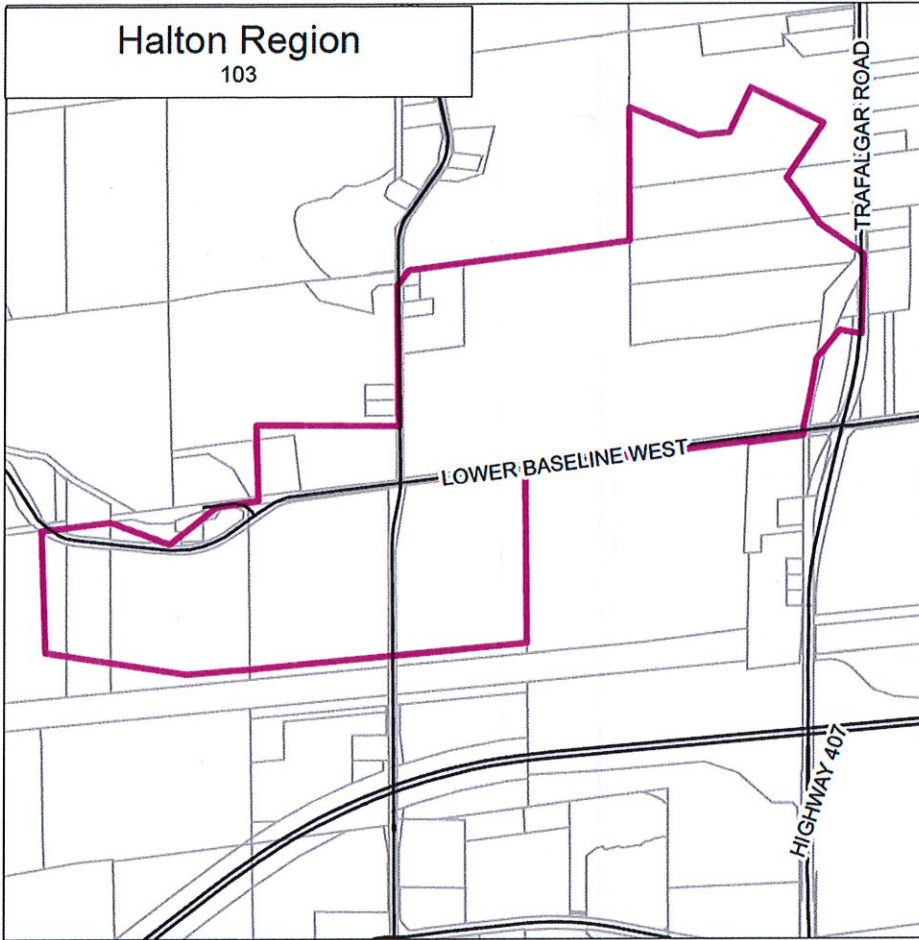 Halton Region
103
TRAFALGAR ROAD
LOWER BASELINE WEST
HIGHWAY 407